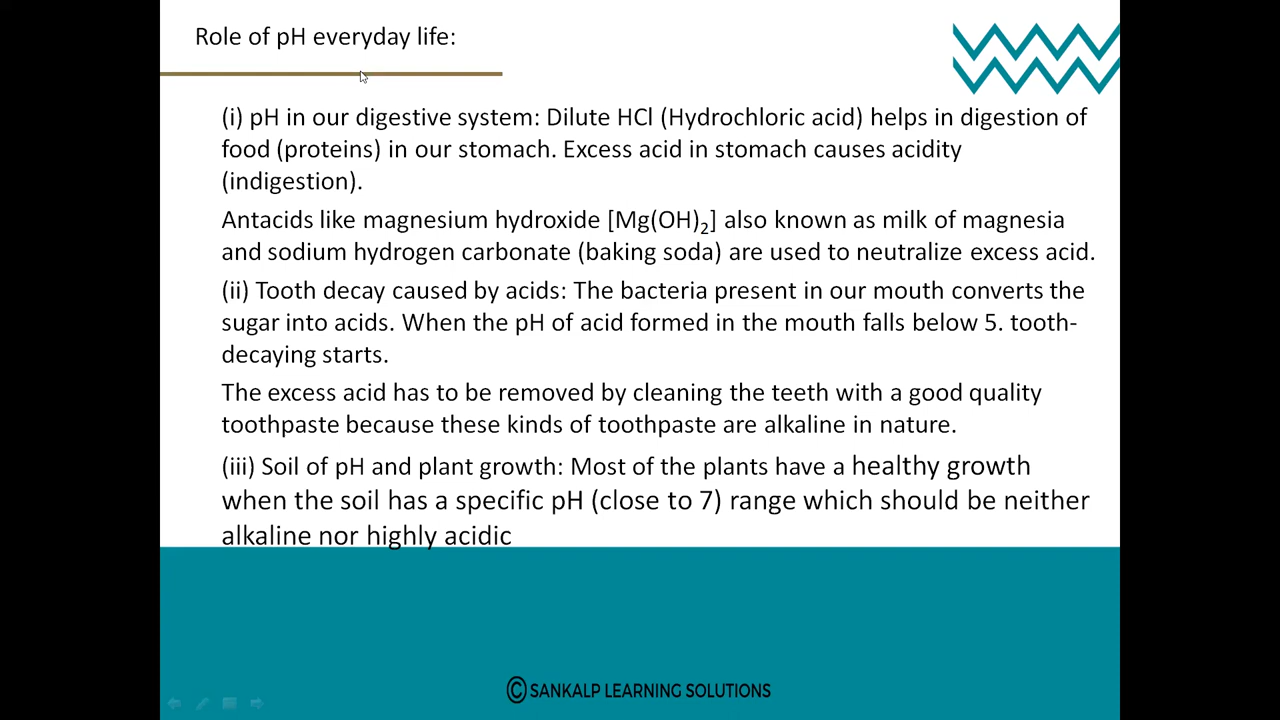 Role of pH everyday life:
(i) pH in our digestive system: Dilute HCl (Hydrochloric acid) helps in digestion of
food (proteins) in our stomach. Excess acid in stomach causes acidity
(indigestion).
Antacids like magnesium hydroxide [Mg(OH)₂] also known as milk of magnesia
and sodium hydrogen carbonate (baking soda) are used to neutralize excess acid.
(ii) Tooth decay caused by acids: The bacteria present in our mouth converts the
sugar into acids. When the pH of acid formed in the mouth falls below 5. tooth-
decaying starts.
The excess acid has to be removed by cleaning the teeth with a good quality
toothpaste because these kinds of toothpaste are alkaline in nature.
(iii) Soil of pH and plant growth: Most of the plants have a healthy growth
when the soil has a specific pH (close to 7) range which should be neither
alkaline nor highly acidic
© SANKALP LEARNING SOLUTIONS